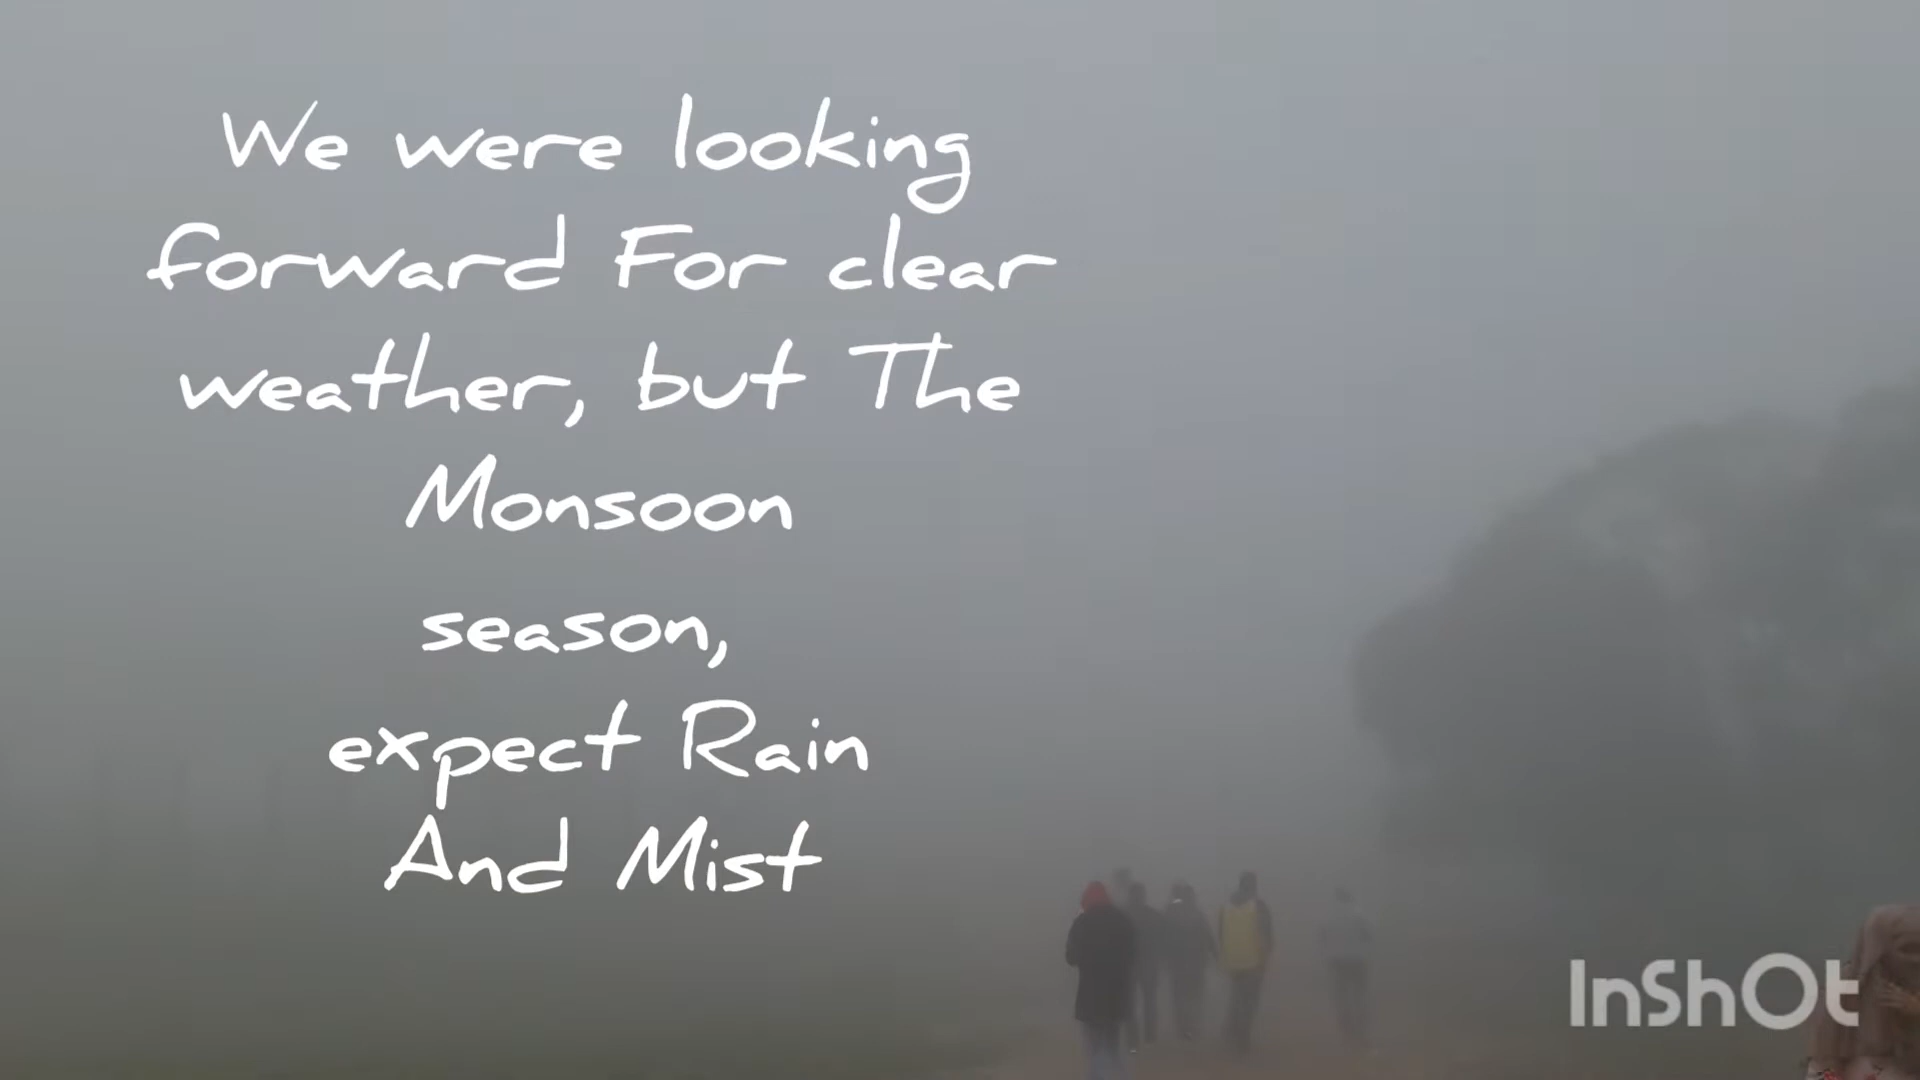 We were looking
forward For clear
weather, but The
Monsoon
season,
expect Rain
And Mist
InShOt